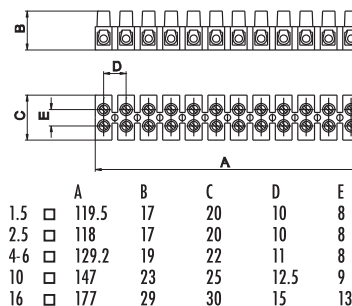 B
D
C
E
A
A B C D E
1.5 □ 119.5 17 20 10 8
2.5 □ 118 17 20 10 8
4-6 □ 129.2 19 22 11 8
10 □ 147 23 25 12.5 9
16 □ 177 29 30 15 13